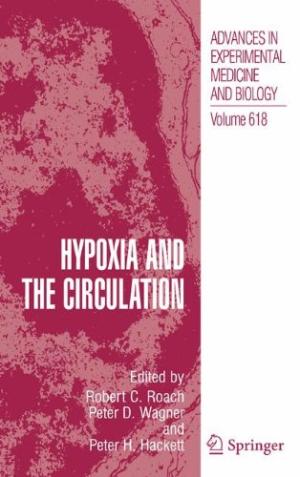 ADVANCES IN
EXPERIMENTAL
MEDICINE
AND BIOLOGY
Volume 618
HYPOXIA AND
THE CIRCULATION
Edited by
Robert C. Roach
Peter D. Wagner
and
Peter H. Hackett
Springer